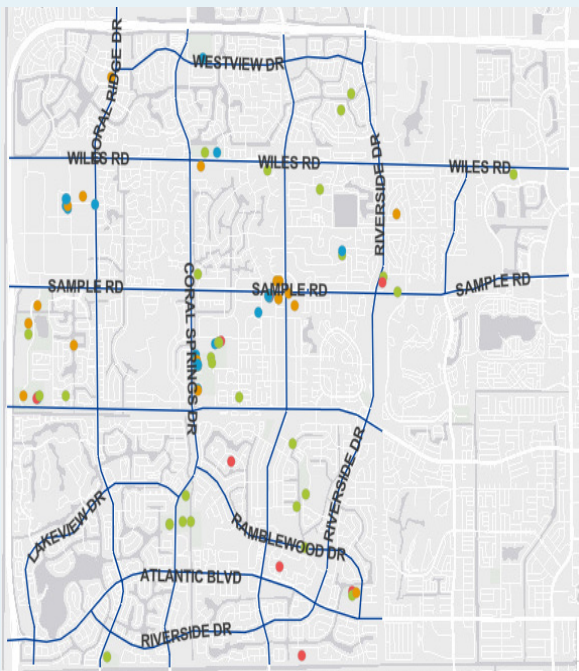 WESTVIEW DR
CORAL RIDGE DR
WILES RD
WILES RD
WILES RD
RIVERSIDE DR
SAMPLE RD
CORAL SPRINGS DR
SAMPLE RD
SAMPLE RD
LAKEVIEW DR
RIVERSIDE DR
RAMBLEWOOD DR
ATLANTIC BLVD
RIVERSIDE DR